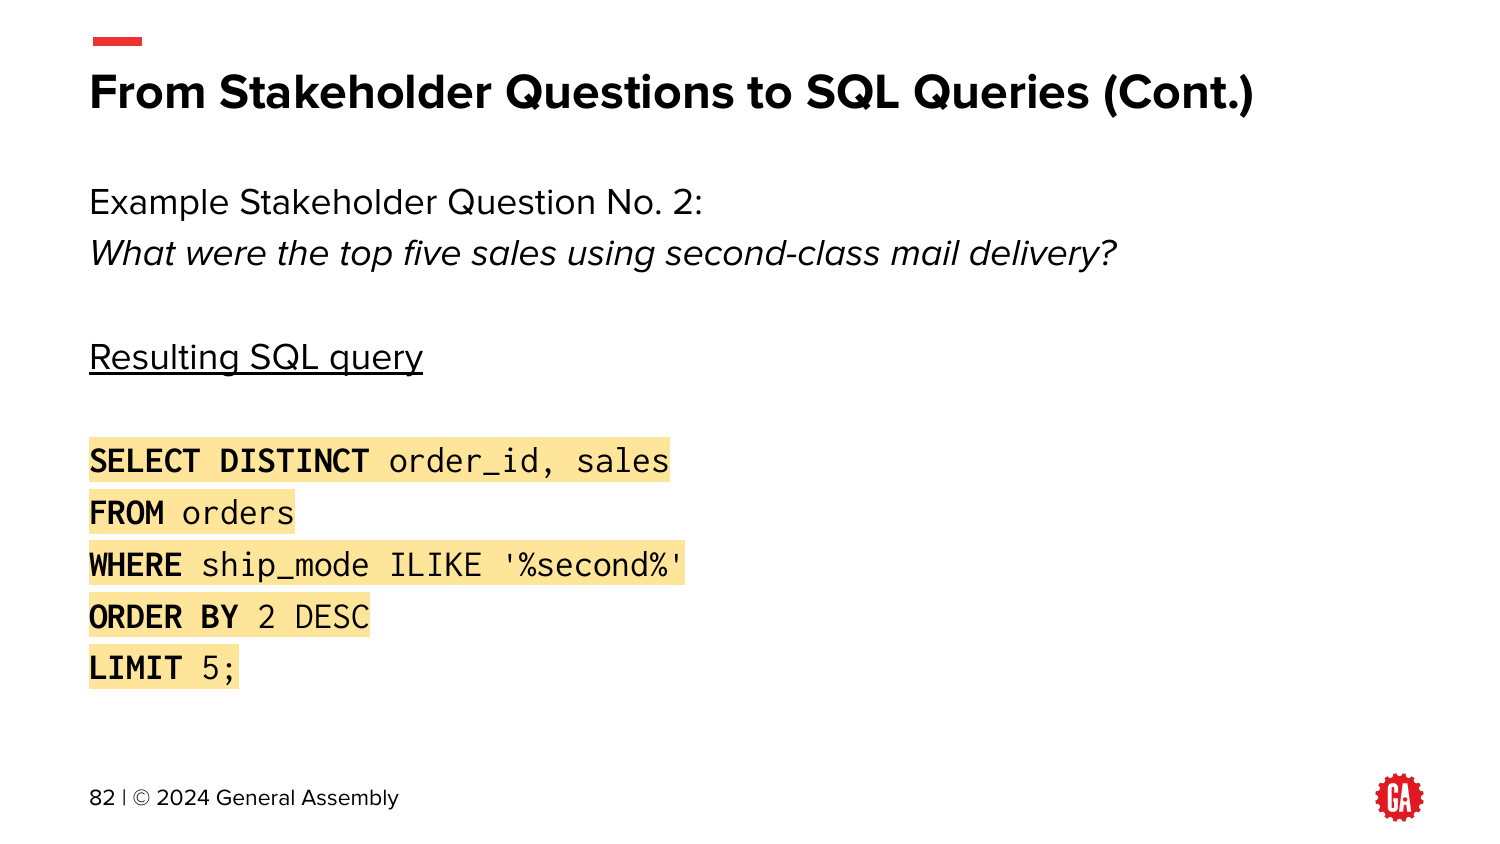 From Stakeholder Questions to SQL Queries (Cont.)
Example Stakeholder Question No. 2:
What were the top five sales using second-class mail delivery?
Resulting SQL query
SELECT DISTINCT order_id, sales
FROM orders
WHERE ship_mode ILIKE '%second%'
ORDER BY 2 DESC
LIMIT 5;
82 | © 2024 General Assembly
GA